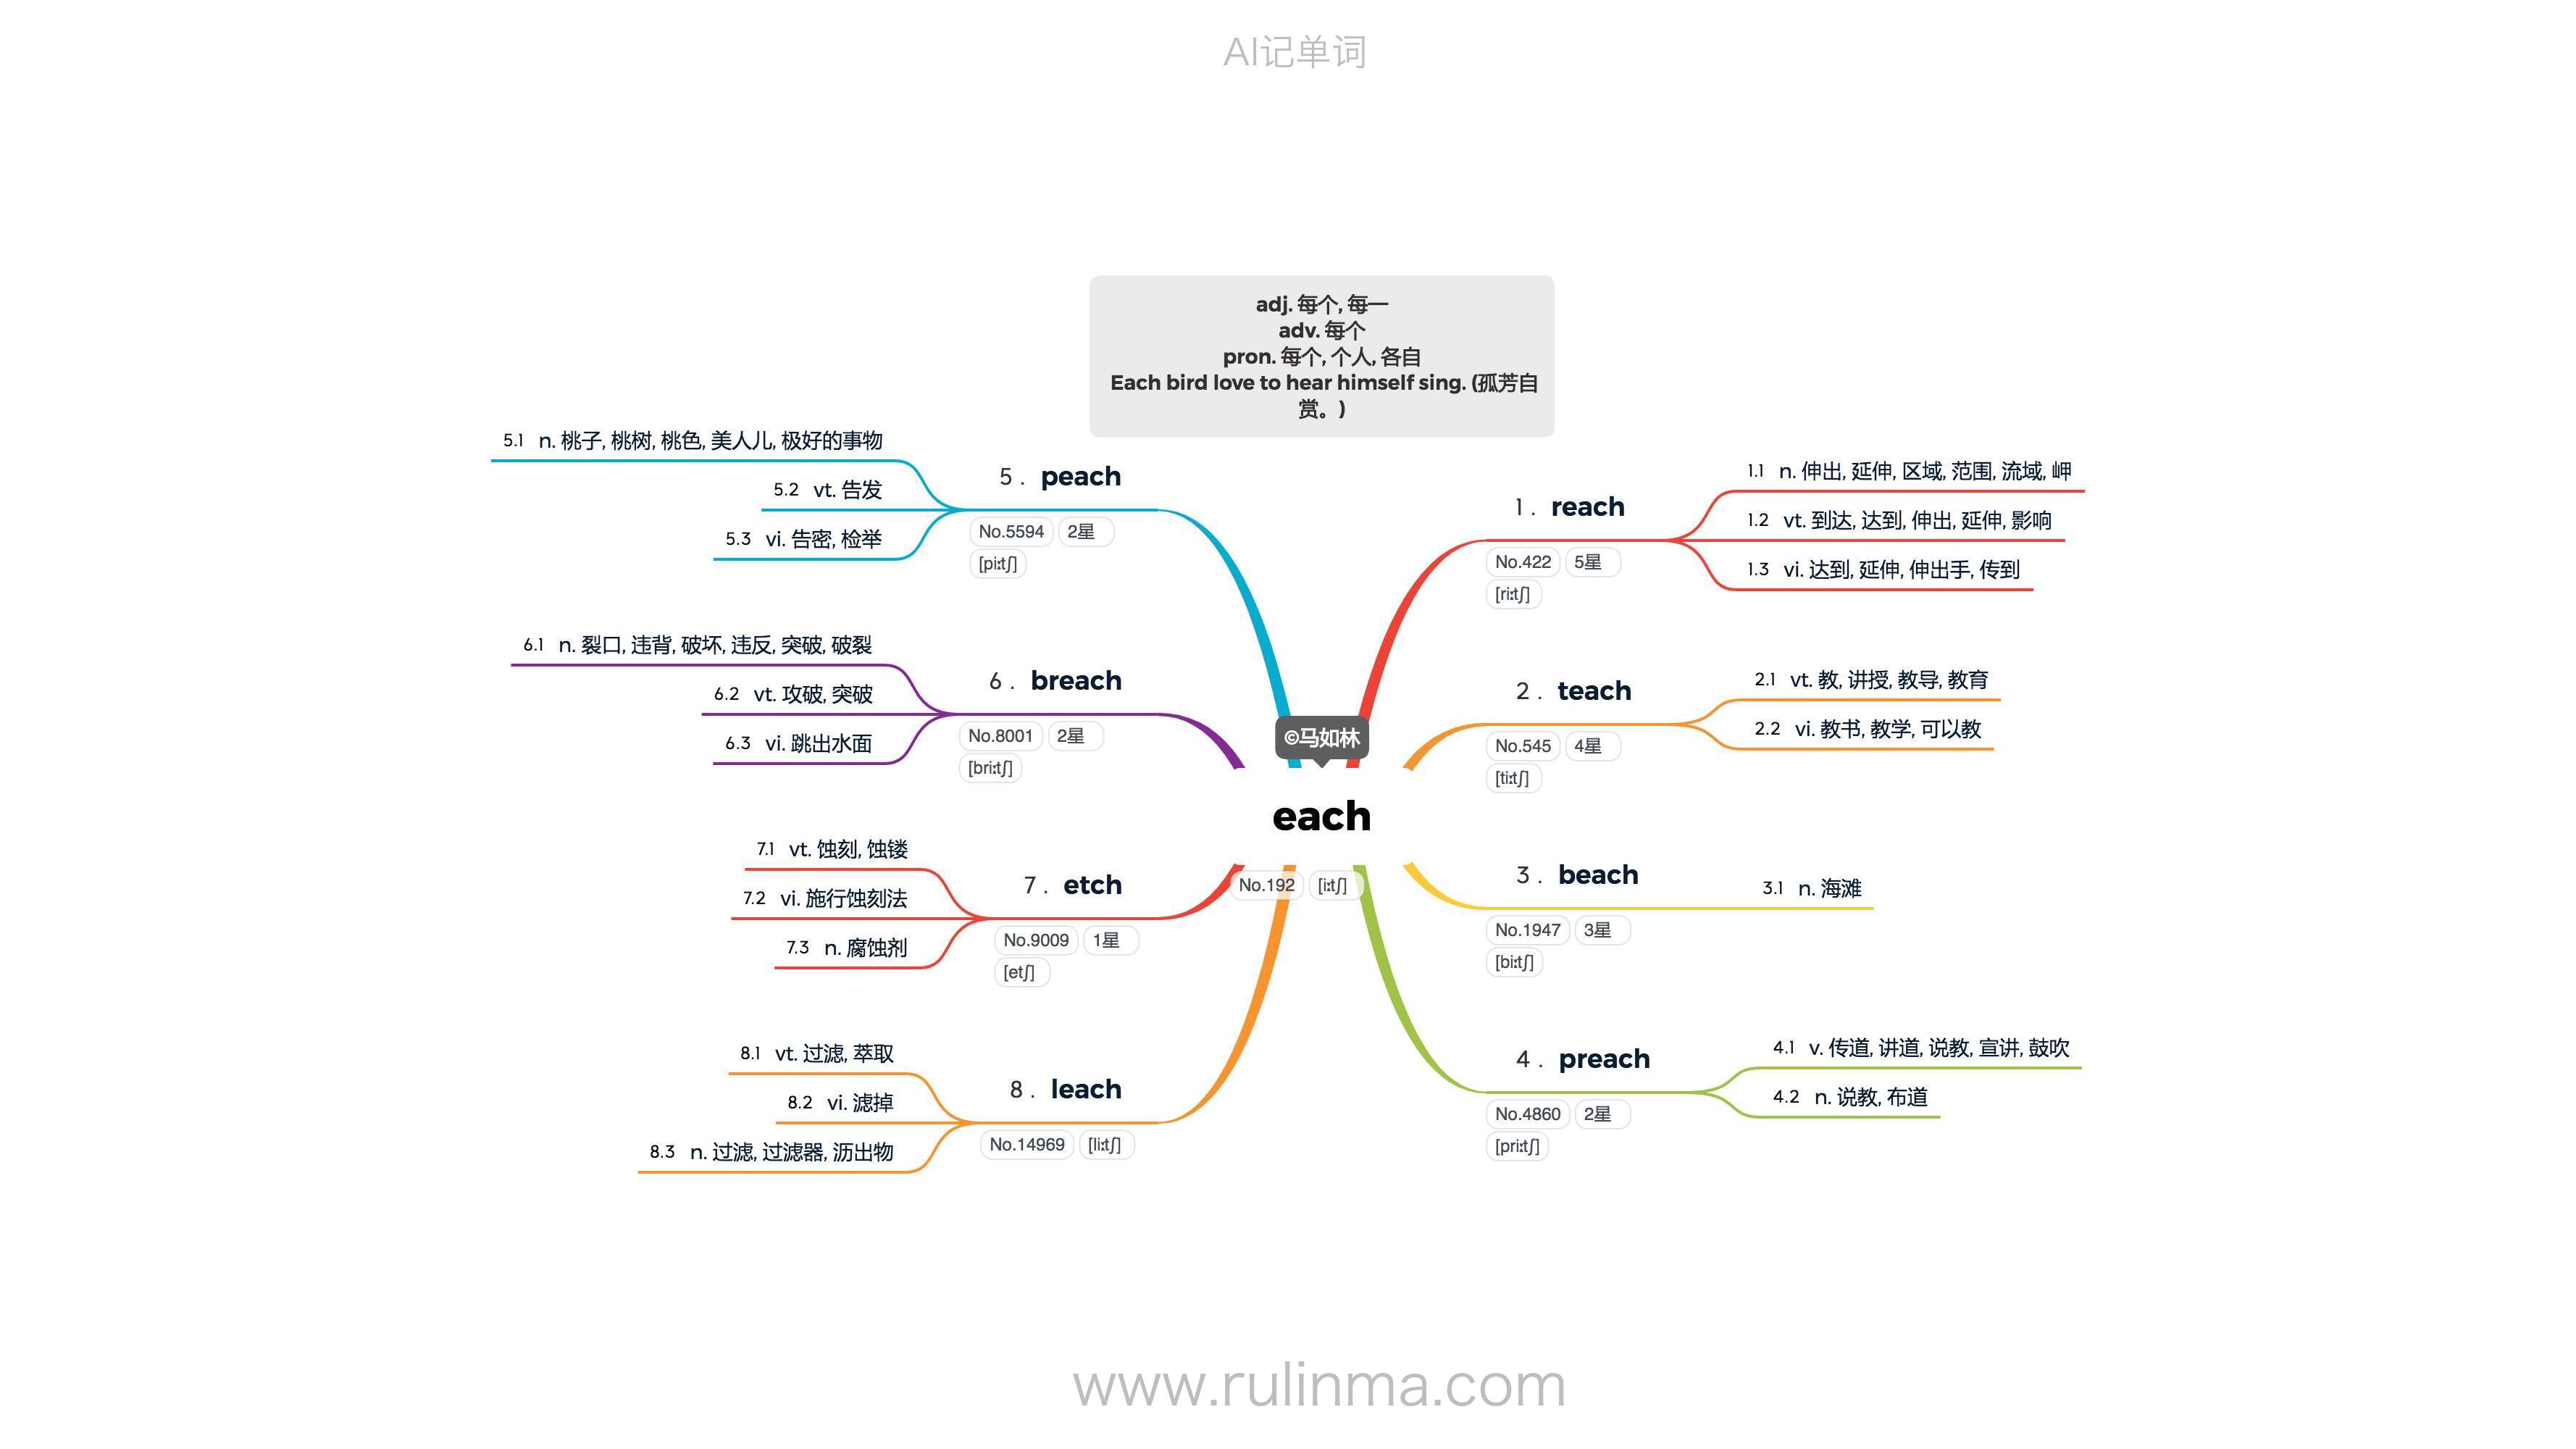 AI记单词
adj. 每个, 每一
adv. 每个
pron. 每个, 个人, 各自
Each bird love to hear himself sing. (孤芳自
赏。)
©马如林
each
No.192 [iːtʃ]
1 . reach
No.422 5星
[riːtʃ]
1.1 n. 伸出, 延伸, 区域, 范围, 流域, 岬
1.2 vt. 到达, 达到, 伸出, 延伸, 影响
1.3 vi. 达到, 延伸, 伸出手, 传到
2 . teach
No.545 4星
[tiːtʃ]
2.1 vt. 教, 讲授, 教导, 教育
2.2 vi. 教书, 教学, 可以教
3 . beach
No.1947 3星
[biːtʃ]
3.1 n. 海滩
4 . preach
No.4860 2星
[priːtʃ]
4.1 v. 传道, 讲道, 说教, 宣讲, 鼓吹
4.2 n. 说教, 布道
5 . peach
No.5594 2星
[piːtʃ]
5.1 n. 桃子, 桃树, 桃色, 美人儿, 极好的事物
5.2 vt. 告发
5.3 vi. 告密, 检举
6 . breach
No.8001 2星
[briːtʃ]
6.1 n. 裂口, 违背, 破坏, 违反, 突破, 破裂
6.2 vt. 攻破, 突破
6.3 vi. 跳出水面
7 . etch
No.9009 1星
[etʃ]
7.1 vt. 蚀刻, 蚀镂
7.2 vi. 施行蚀刻法
7.3 n. 腐蚀剂
8 . leach
No.14969 [liːtʃ]
8.1 vt. 过滤, 萃取
8.2 vi. 滤掉
8.3 n. 过滤, 过滤器, 沥出物
www.rulinma.com